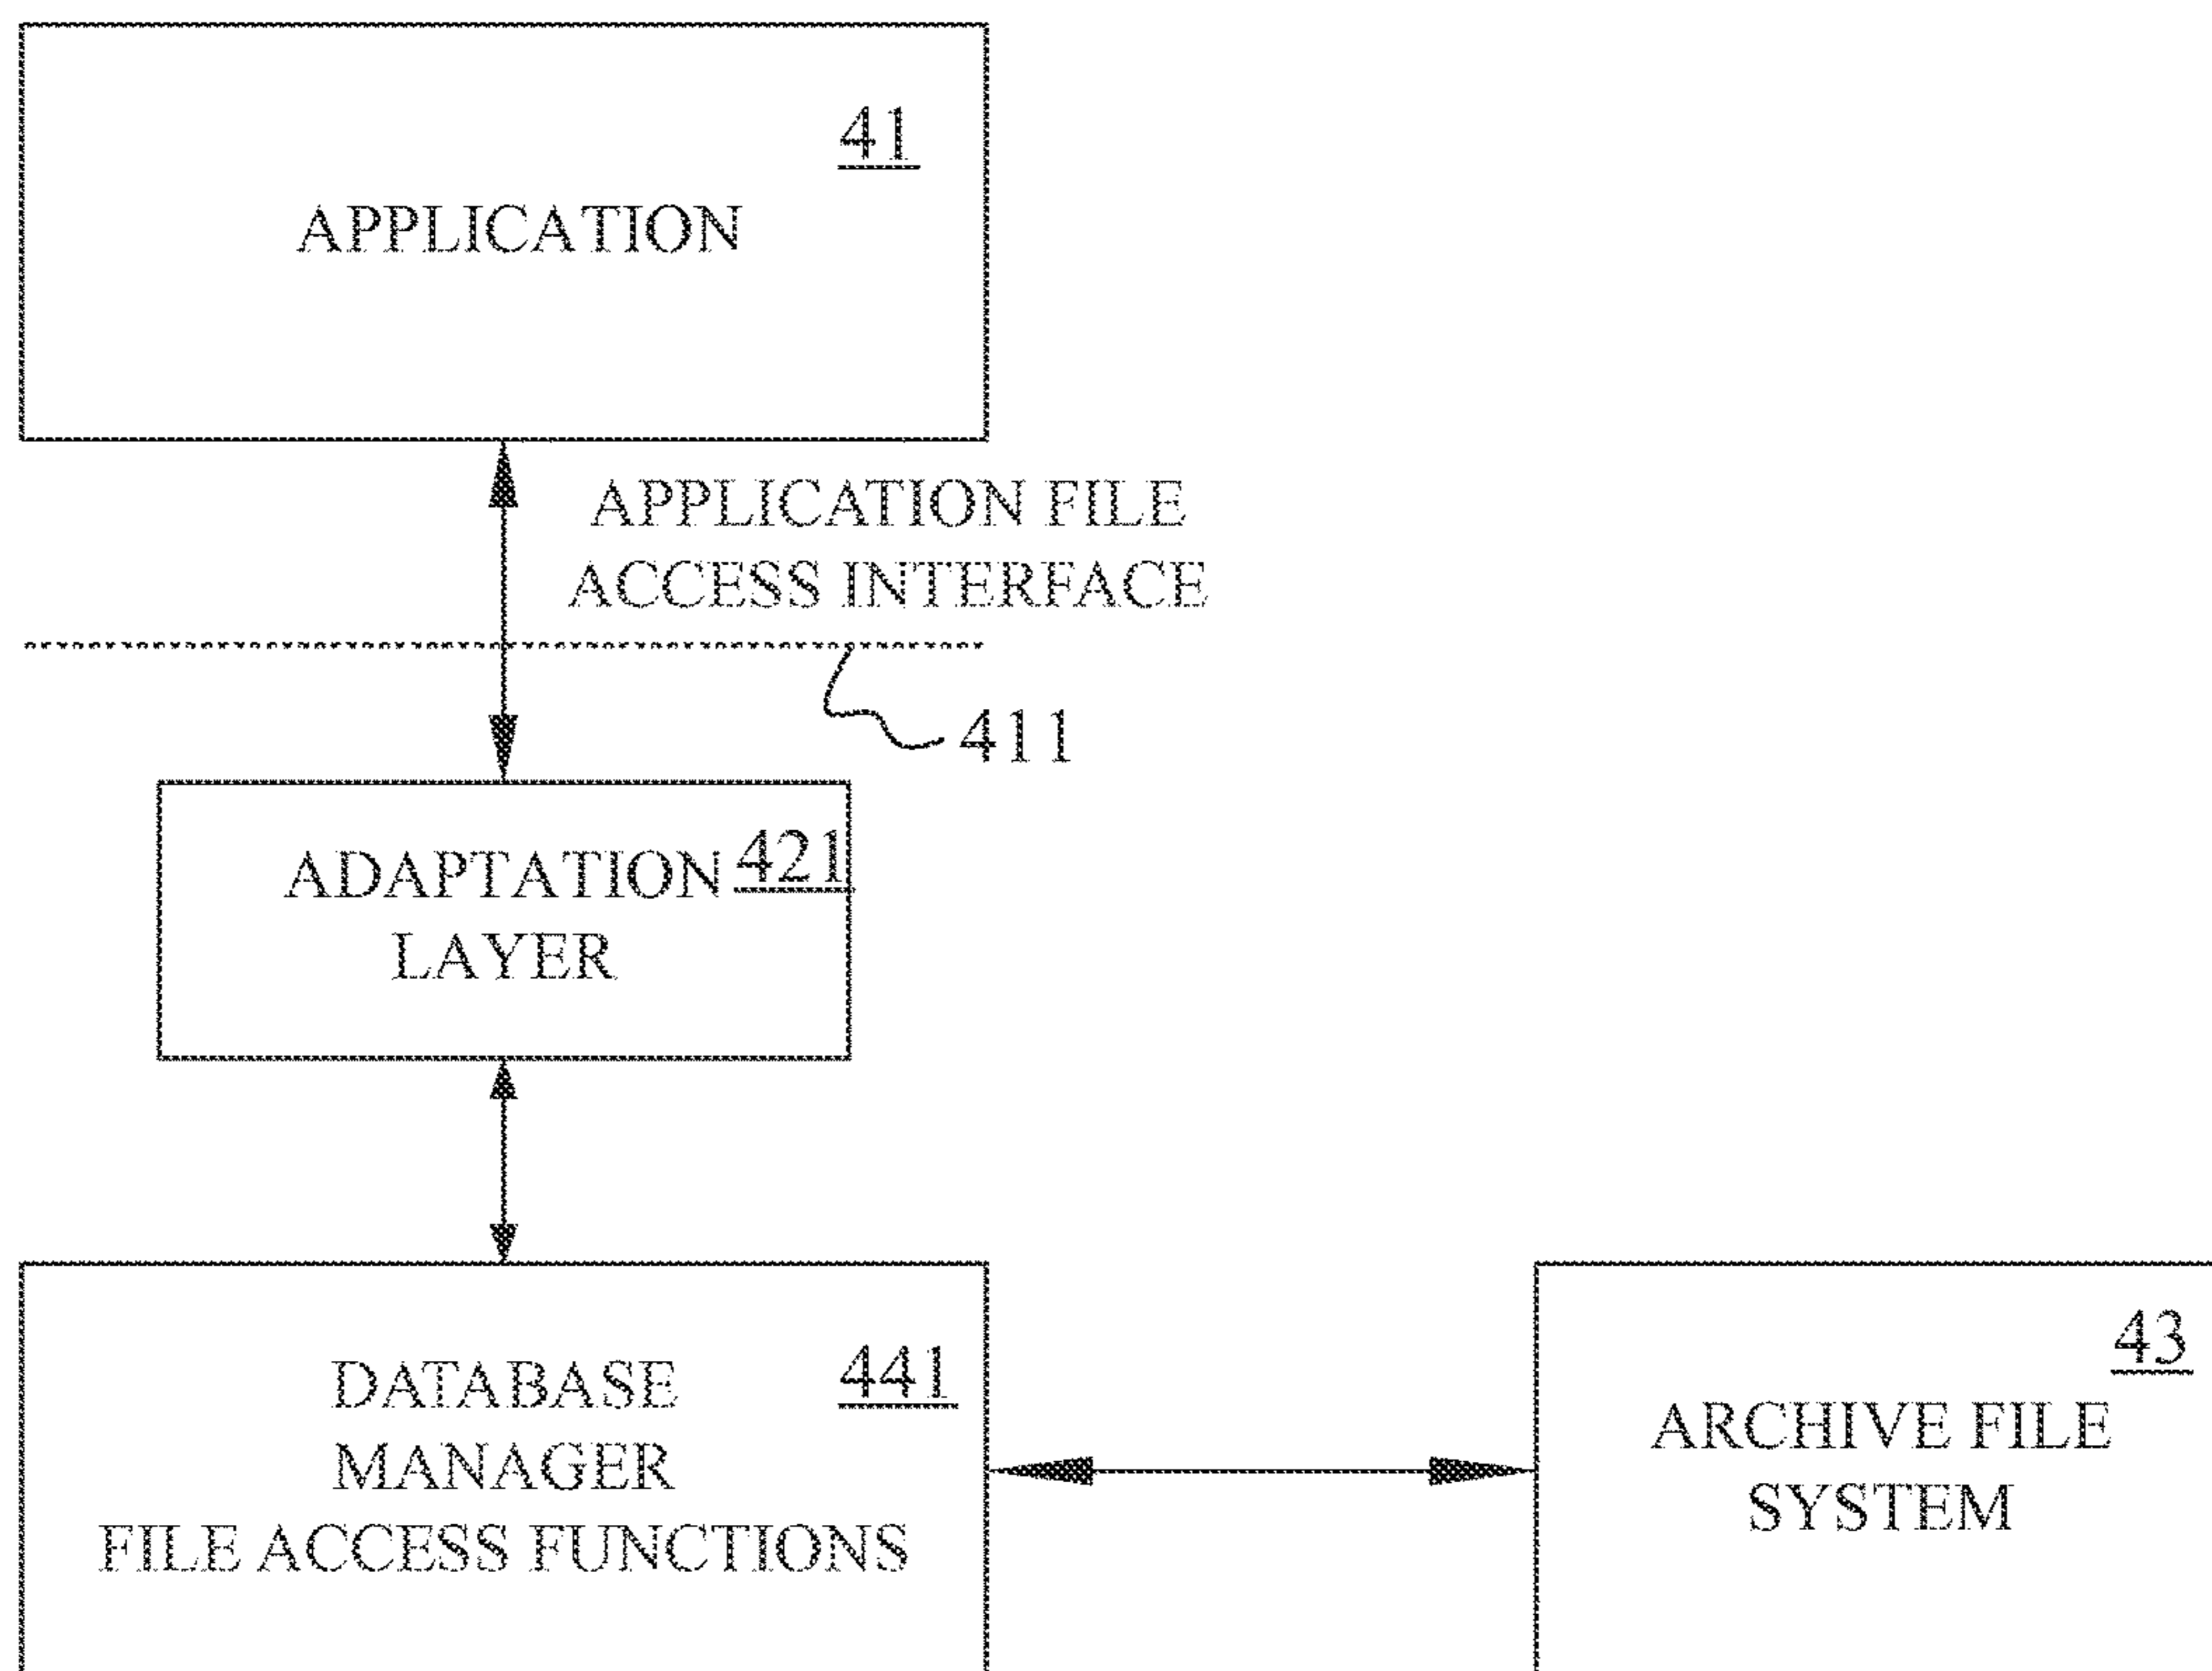 41
APPLICATION
APPLICATION FILE
ACCESS INTERFACE
411
ADAPTATION 421
LAYER
DATABASE 441
MANAGER
FILE ACCESS FUNCTIONS
43
ARCHIVE FILE
SYSTEM